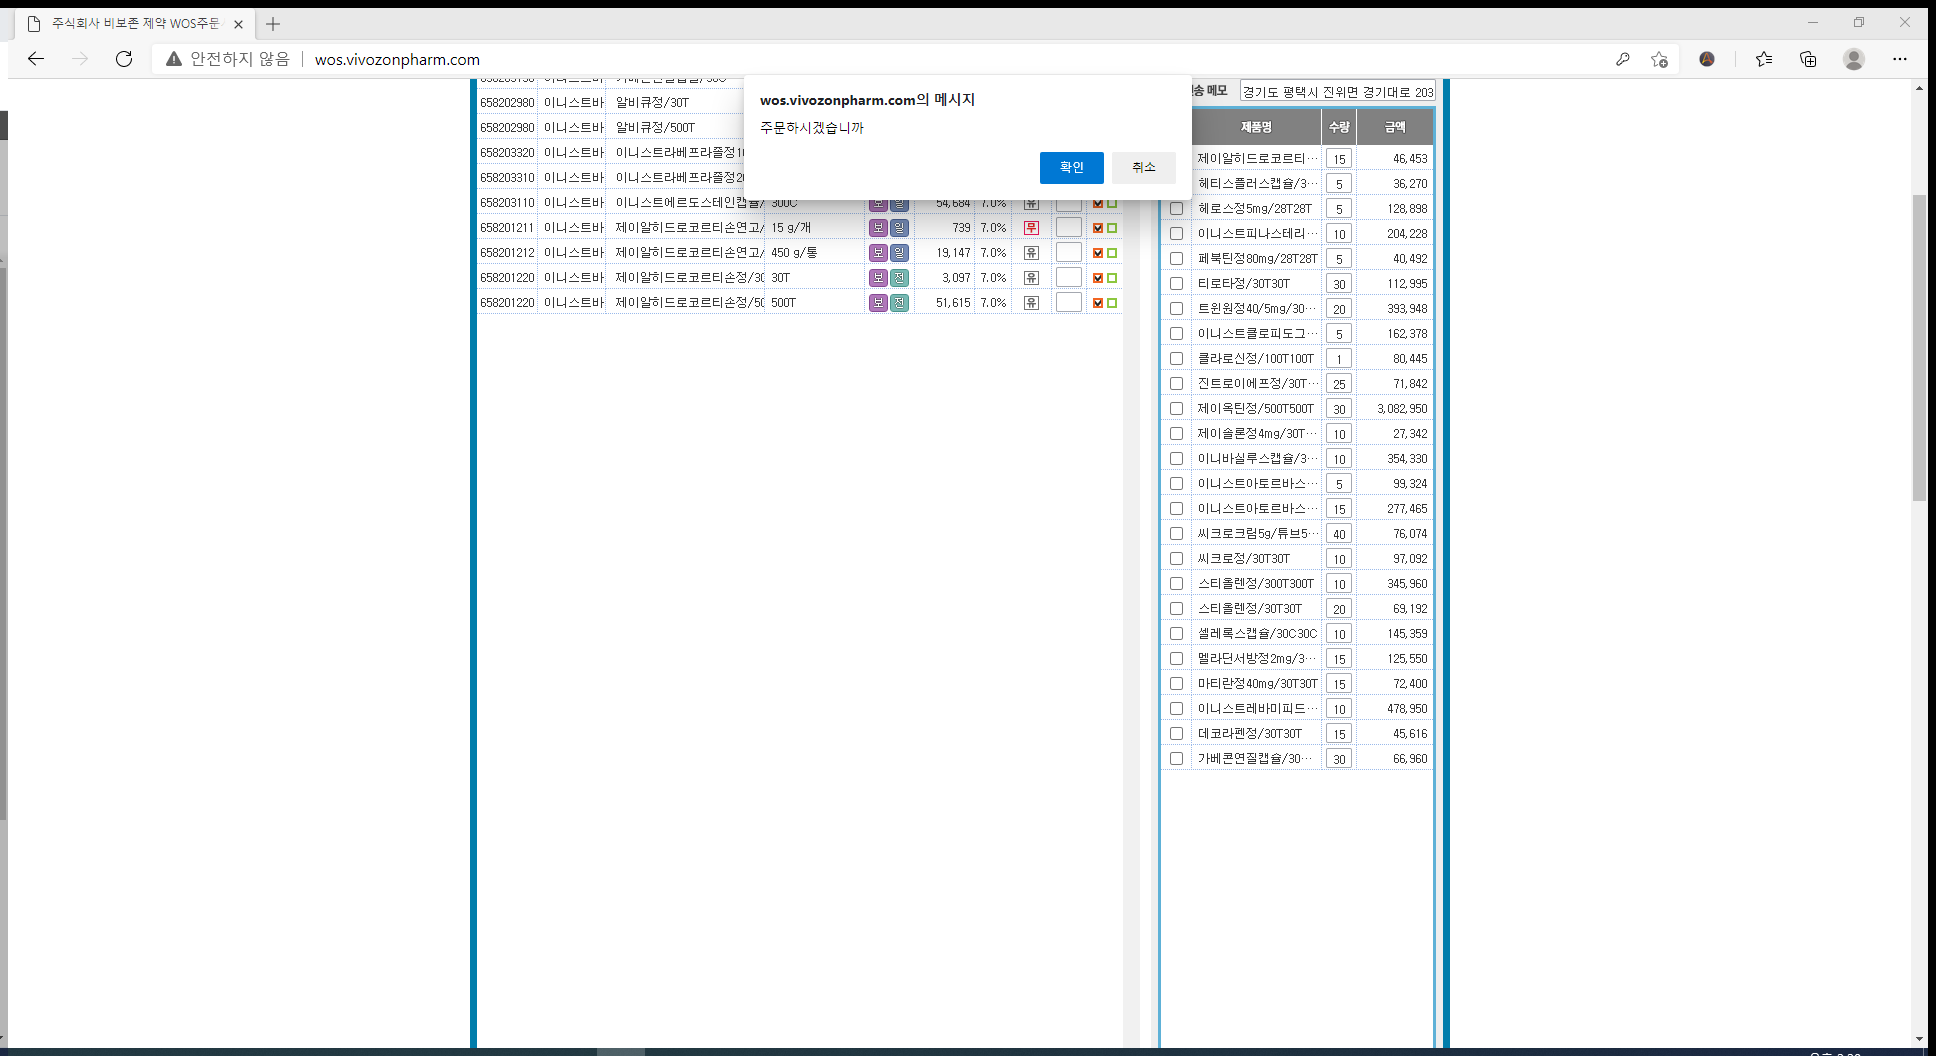 주식회사 비보존 제약 WOS주문
안전하지 않음
wos.vivozonpharm.com
wos.vivozonpharm.com의 메시지
주문하시겠습니까
확인 취소
658202980 이니스트바 알비큐정/30T
658202980 이니스트바 알비큐정/500T
658203320 이니스트바 이니스트라베프라졸정1
658203310 이니스트바 이니스트라베프라졸정2
658203110 이니스트바 이니스트에르도스테인캡슐/ 300C 보 일 54,684 7.0% 유
658201211 이니스트바 제이알히드로코르티손연고/ 15 g/개 보 일 739 7.0% 무
658201212 이니스트바 제이알히드로코르티손연고/ 450 g/통 보 일 19,147 7.0% 유
658201220 이니스트바 제이알히드로코르티손정/30 30T 보 전 3,097 7.0% 유
658201220 이니스트바 제이알히드로코르티손정/50 500T 보 전 51,615 7.0% 유
송 메모 경기도 평택시 진위면 경기대로 203
제품명 수량 금액
제이알히드로코르티… 15 46,453
헤티스플러스캡슐/3… 5 36,270
헤로스정5mg/28T28T 5 128,898
이니스트피나스테리… 10 204,228
페북틴정80mg/28T28T 5 40,492
티로타정/30T30T 30 112,995
트윈원정40/5mg/30… 20 393,948
이니스트클로피도그… 5 162,378
클라로신정/100T100T 1 80,445
진트로이에프정/30T… 25 71,842
제이옥틴정/500T500T 30 3,082,950
제이솔론정4mg/30T… 10 27,342
이니바실루스캡슐/3… 10 354,330
이니스트아토르바스… 5 99,324
이니스트아토르바스… 15 277,465
씨크로크림5g/튜브5… 40 76,074
씨크로정/30T30T 10 97,092
스티올렌정/300T300T 10 345,960
스티올렌정/30T30T 20 69,192
셀레록스캡슐/30C30C 10 145,359
멜라던서방정2mg/3… 15 125,550
마티란정40mg/30T30T 15 72,400
이니스트레바미피드… 10 478,950
데코라펜정/30T30T 15 45,616
가베콘연질캡슐/30… 30 66,960